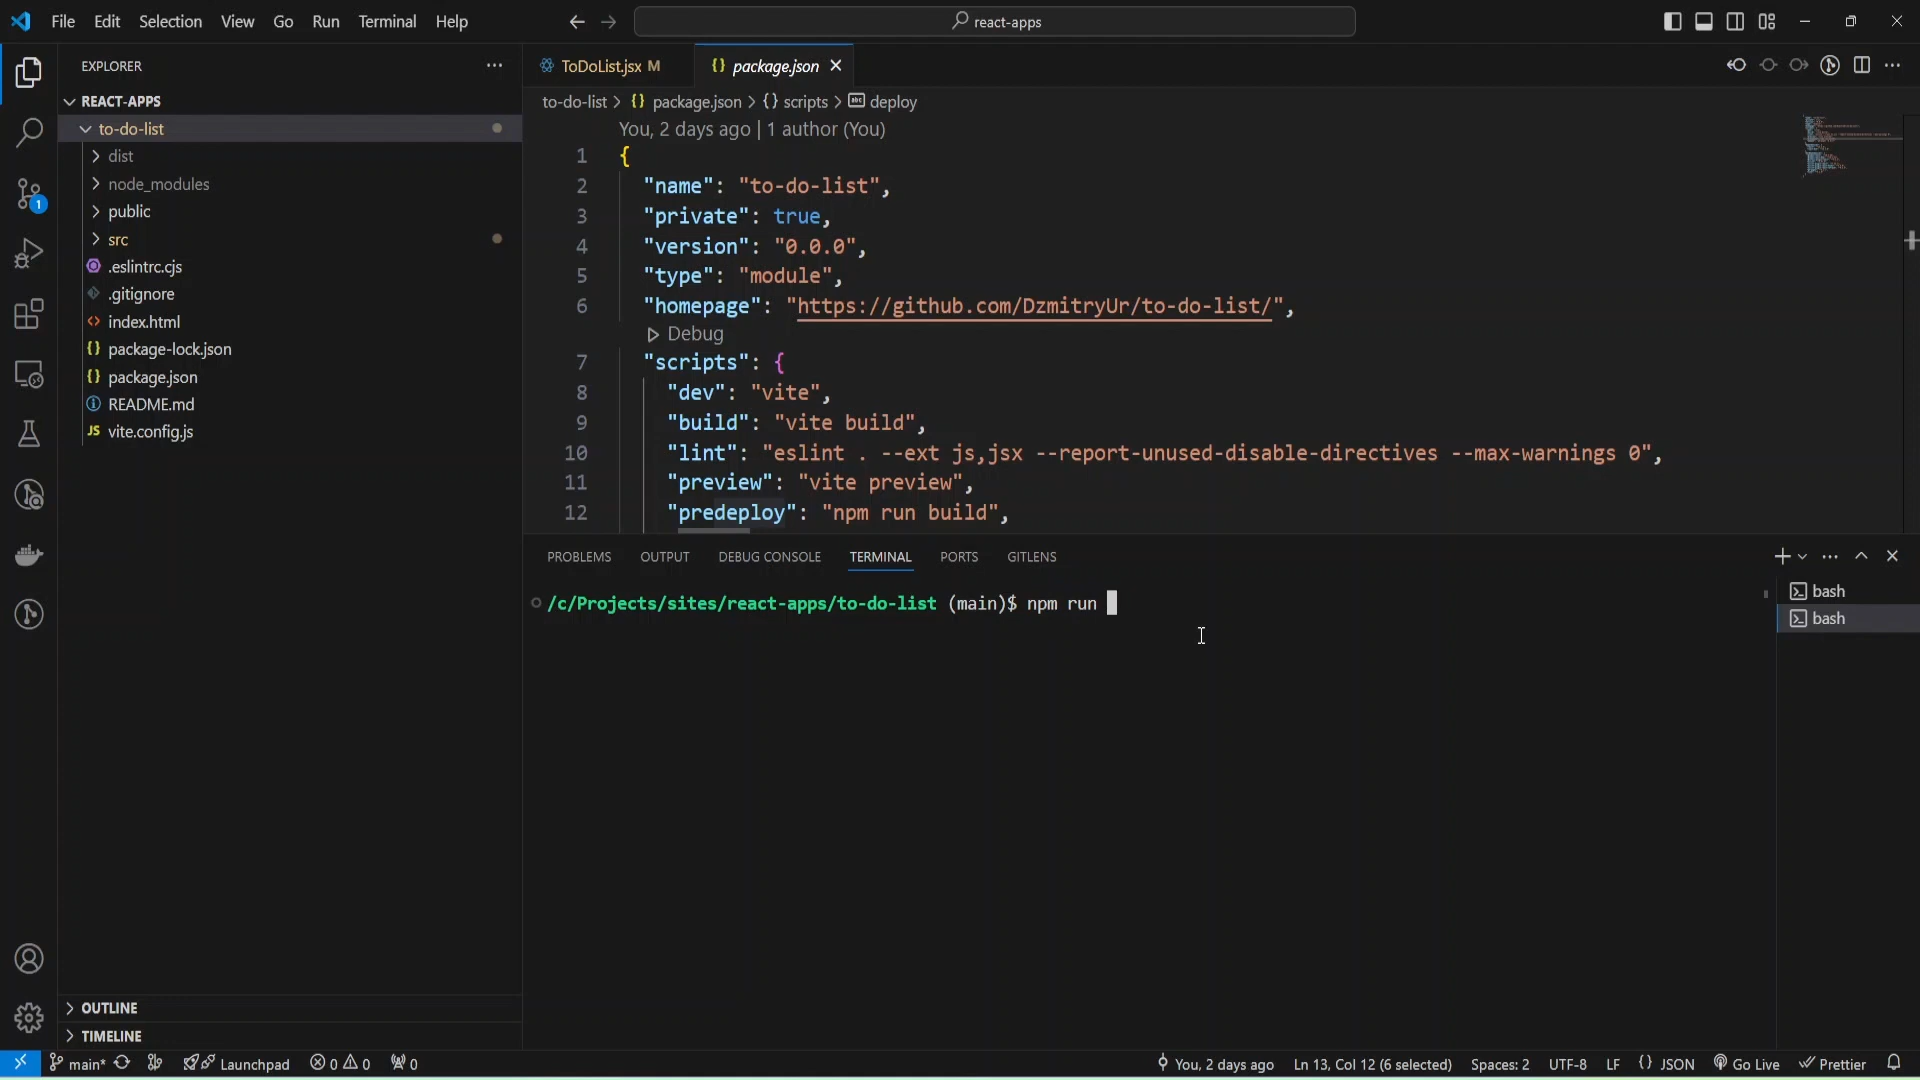 File Edit Selection View Go Run Terminal Help
react-apps
EXPLORER
REACT-APPS
to-do-list
dist
node_modules
public
src
.eslintrc.cjs
.gitignore
index.html
package-lock.json
package.json
README.md
vite.config.js
OUTLINE
TIMELINE
1
ToDoList.jsx M
package.json
to-do-list > package.json > scripts > deploy
You, 2 days ago | 1 author (You)
1 {
2 "name": "to-do-list",
3 "private": true,
4 "version": "0.0.0",
5 "type": "module",
6 "homepage": "https://github.com/DzmitryUr/to-do-list/",
Debug
7 "scripts": {
8 "dev": "vite",
9 "build": "vite build",
10 "lint": "eslint . --ext js,jsx --report-unused-disable-directives --max-warnings 0",
11 "preview": "vite preview",
12 "predeploy": "npm run build",
PROBLEMS OUTPUT DEBUG CONSOLE TERMINAL PORTS GITLENS
/c/Projects/sites/react-apps/to-do-list (main)$ npm run
bash
bash
main* Launchpad 0 0 0 You, 2 days ago Ln 13, Col 12 (6 selected) Spaces: 2 UTF-8 LF {} JSON Go Live Prettier